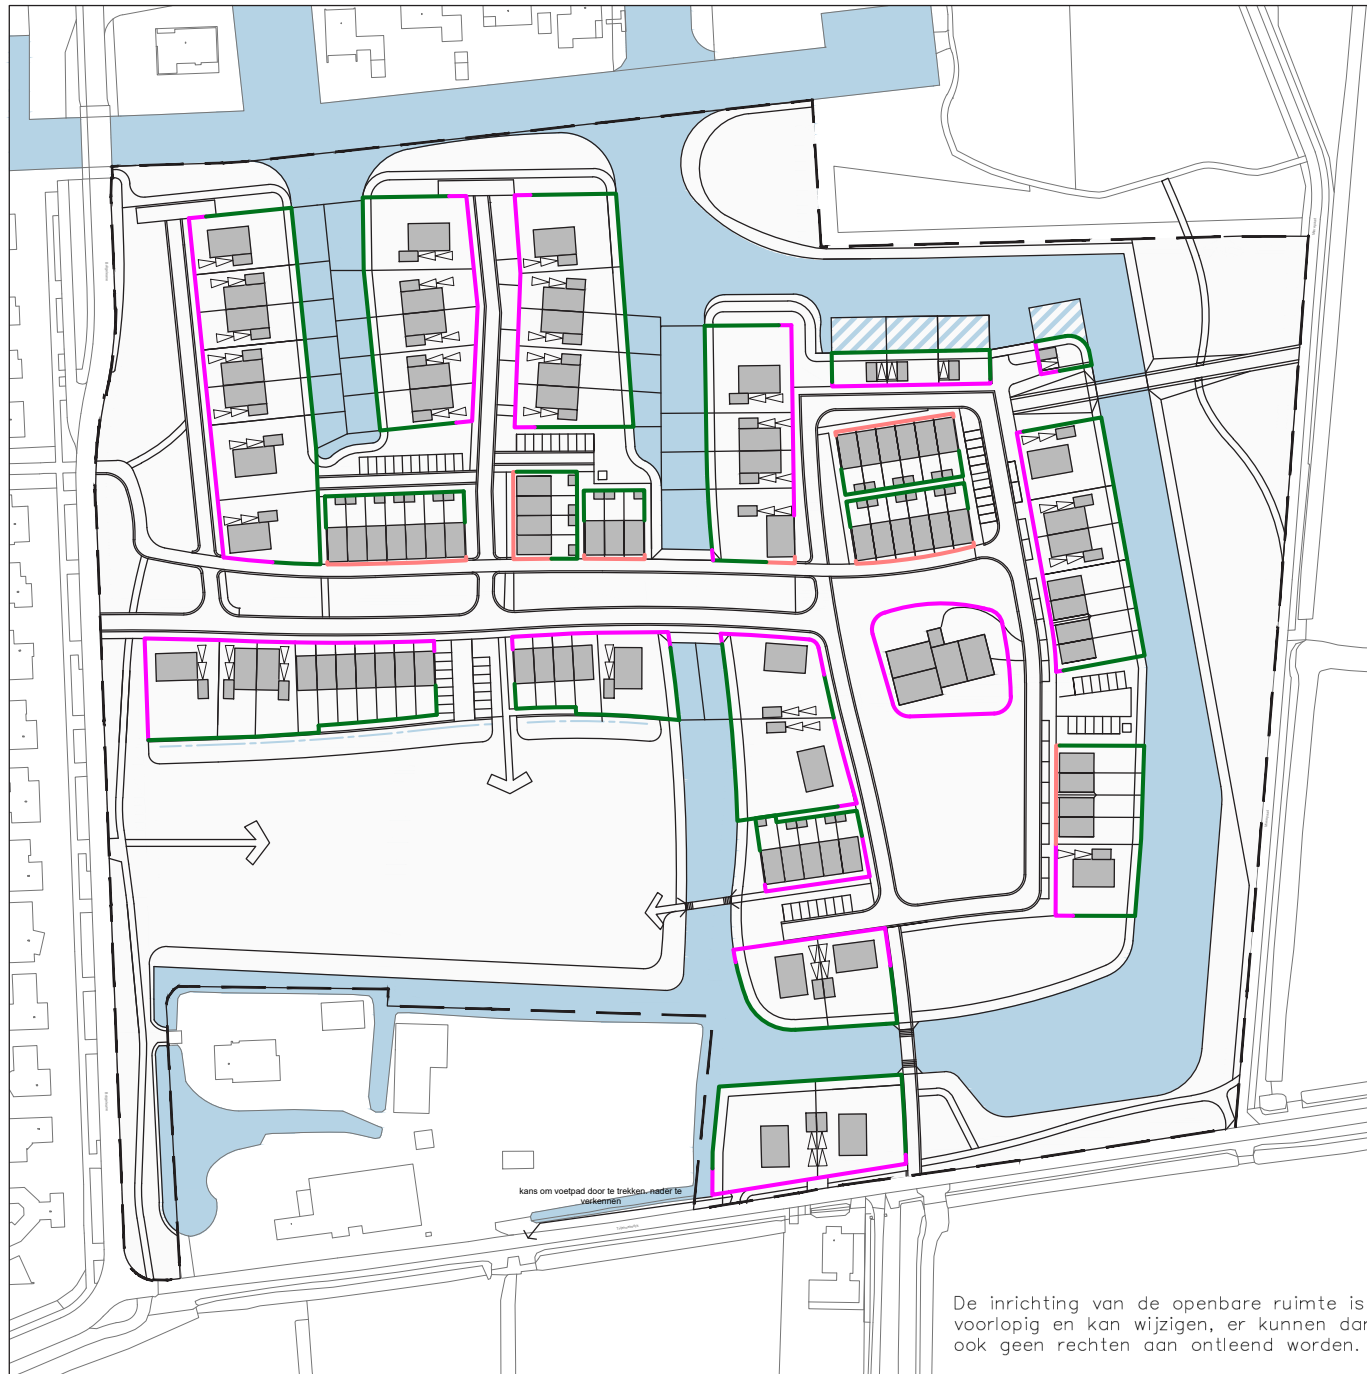 kans om voetpad door te trekken. nader te
verkennen
De inrichting van de openbare ruimte is
voorlopig en kan wijzigen, er kunnen dan
ook geen rechten aan ontleend worden.